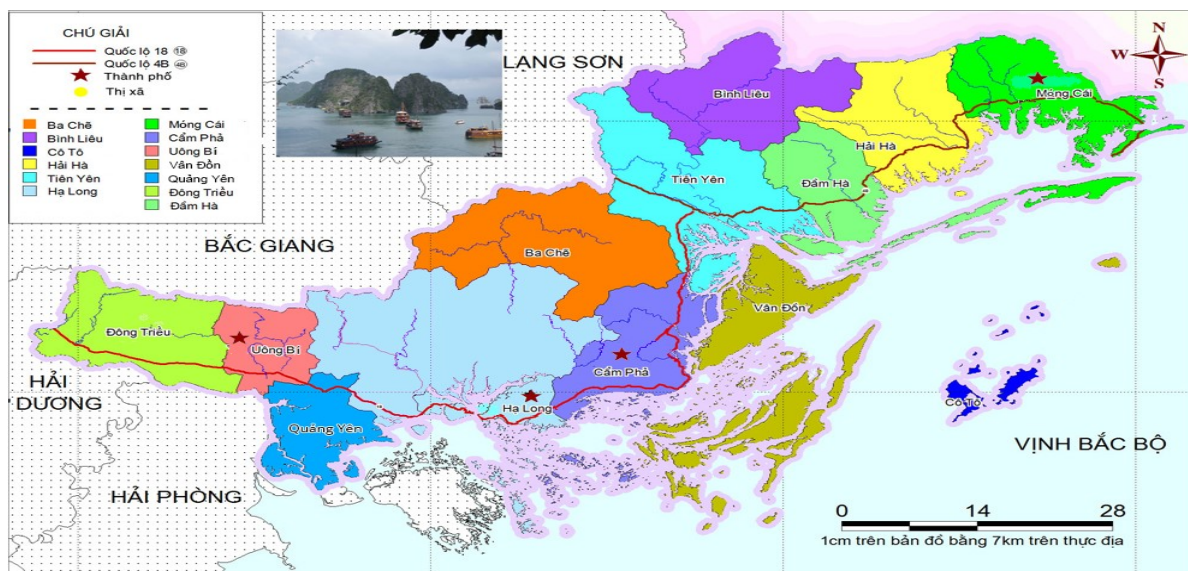 CHÚ GIẢI
Quốc lộ 18 18
Quốc lộ 4B 4B
Thành phố
Thị xã
Ba Chẽ
Bình Liêu
Cô Tô
Hải Hà
Tiên Yên
Hạ Long
Móng Cái
Cẩm Phả
Uông Bí
Vân Đồn
Quảng Yên
Đông Triều
Đầm Hà
LẠNG SƠN
N
W
E
S
Bình Liêu
Móng Cái
Hải Hà
Tiên Yên
Đầm Hà
BẮC GIANG
Ba Chẽ
Vân Đồn
Đông Triều
Uông Bí
Cẩm Phả
HẢI
DƯƠNG
Hạ Long
Cô Tô
Quảng Yên
VỊNH BẮC BỘ
HẢI PHÒNG
0 14 28
1cm trên bản đồ bằng 7km trên thực địa